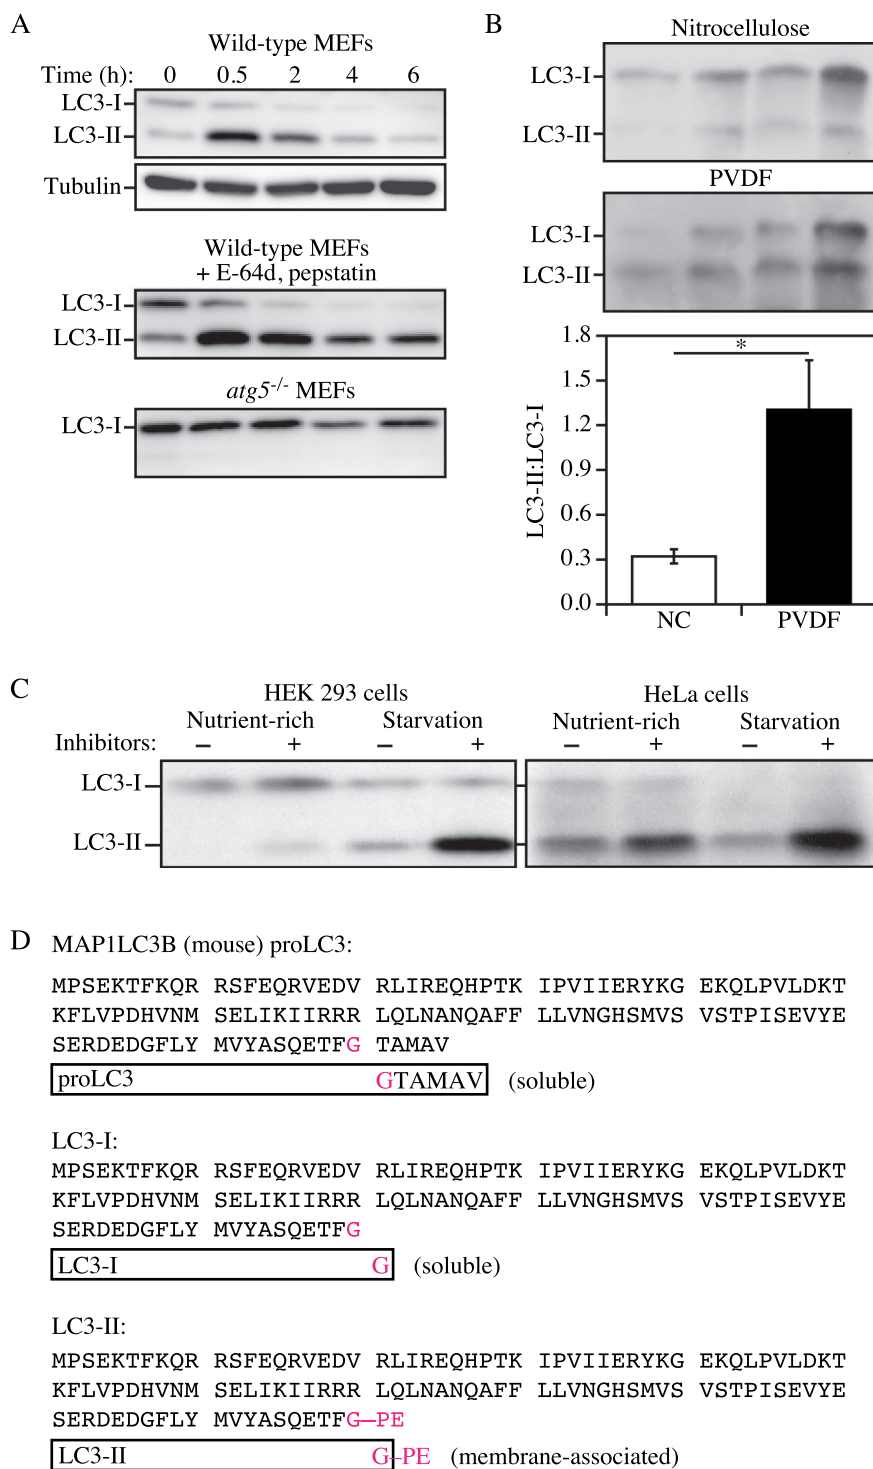 A
Wild-type MEFs
Time (h): 0 0.5 2 4 6
LC3-I
LC3-II
Tubulin
Wild-type MEFs
+ E-64d, pepstatin
LC3-I
LC3-II
atg5-/- MEFs
LC3-I
B
Nitrocellulose
LC3-I
LC3-II
PVDF
LC3-I
LC3-II
1.8
1.5
1.2
0.9
0.6
0.3
0.0
LC3-II:LC3-I
*
NC PVDF
C
HEK 293 cells HeLa cells
Nutrient-rich Starvation Nutrient-rich Starvation
Inhibitors: – + – + – + – +
LC3-I
LC3-II
D
MAP1LC3B (mouse) proLC3:
MPSEKTFKQR RSFEQRVEDV RLIREQHPTK IPVIIERYKG EKQLPVLDKT
KFLVPDHVNM SELIKIIRRR LQLNANQAFF LLVNGHSMVS VSTPISEVYE
SERDEDGFLY MVYASQETFG TAMAV
proLC3 GTAMAV (soluble)
LC3-I:
MPSEKTFKQR RSFEQRVEDV RLIREQHPTK IPVIIERYKG EKQLPVLDKT
KFLVPDHVNM SELIKIIRRR LQLNANQAFF LLVNGHSMVS VSTPISEVYE
SERDEDGFLY MVYASQETFG
LC3-I G (soluble)
LC3-II:
MPSEKTFKQR RSFEQRVEDV RLIREQHPTK IPVIIERYKG EKQLPVLDKT
KFLVPDHVNM SELIKIIRRR LQLNANQAFF LLVNGHSMVS VSTPISEVYE
SERDEDGFLY MVYASQETFG–PE
LC3-II G–PE (membrane-associated)